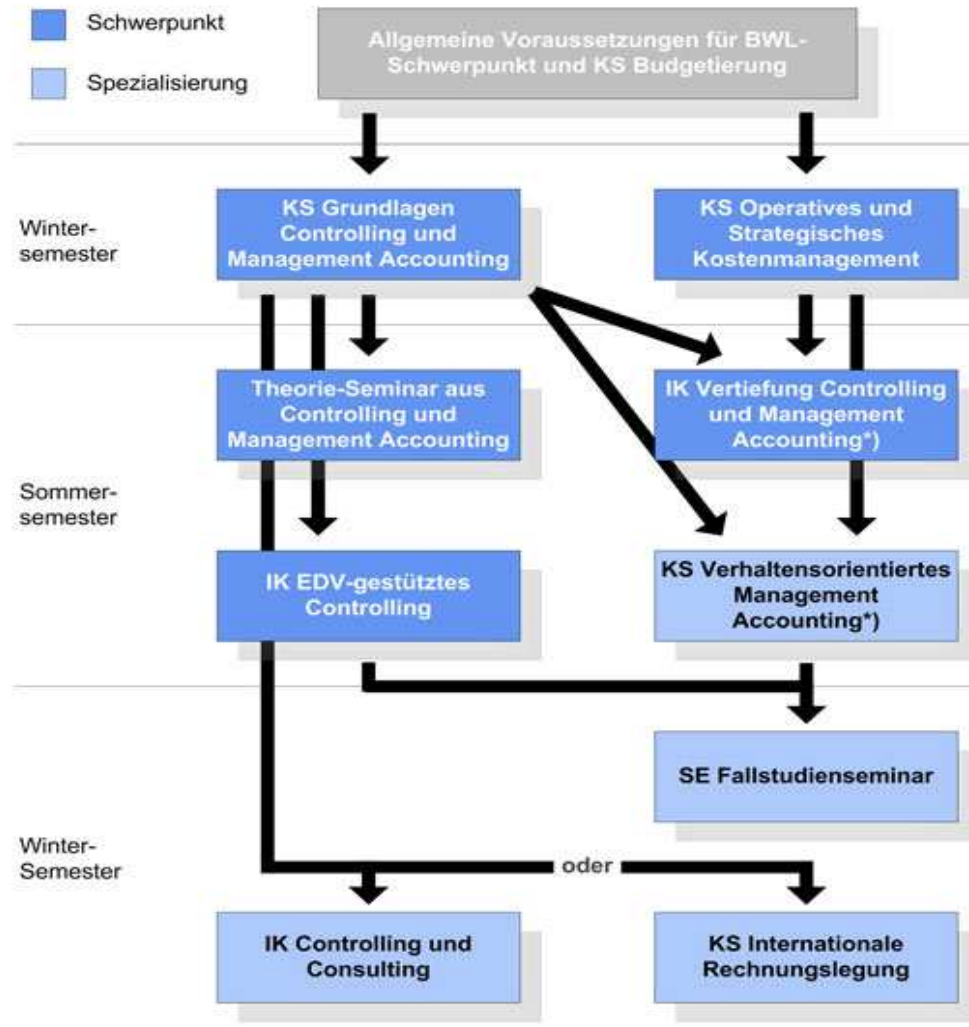 Schwerpunkt
Spezialisierung
Allgemeine Voraussetzungen für BWL-
Schwerpunkt und KS Budgetierung
Winter-
semester
KS Grundlagen
Controlling und
Management Accounting
KS Operatives und
Strategisches
Kostenmanagement
Theorie-Seminar aus
Controlling und
Management Accounting
IK Vertiefung Controlling
und Management
Accounting*)
Sommer-
semester
IK EDV-gestütztes
Controlling
KS Verhaltensorientiertes
Management
Accounting*)
SE Fallstudienseminar
Winter-
Semester
oder
IK Controlling und
Consulting
KS Internationale
Rechnungslegung